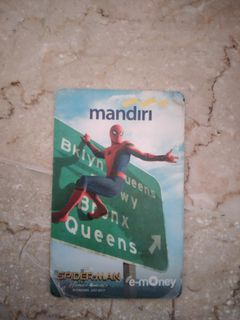 mandiri
Bklyn Queens
wy
Bronx
Queens
SPIDER-MAN
e-money